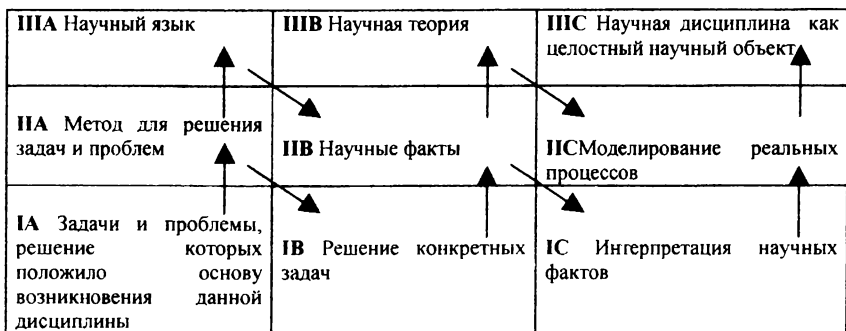 IIIA Научный язык
IIIB Научная теория
IIIC Научная дисциплина как
целостный научный объект
IIA Метод для решения
задач и проблем
IIB Научные факты
IICМоделирование реальных
процессов
IA Задачи и проблемы,
решение которых
положило основу
возникновения данной
дисциплины
IB Решение конкретных
задач
IC Интерпретация научных
фактов